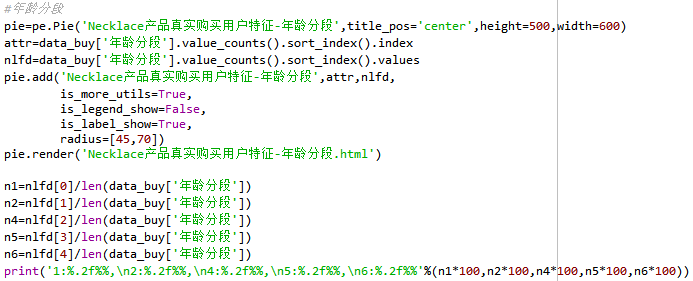 #年龄分段
pie=pe.Pie('Necklace产品真实购买用户特征-年龄分段',title_pos='center',height=500,width=600)
attr=data_buy['年龄分段'].value_counts().sort_index().index
nlfd=data_buy['年龄分段'].value_counts().sort_index().values
pie.add('Necklace产品真实购买用户特征-年龄分段',attr,nlfd,
        is_more_utils=True,
        is_legend_show=False,
        is_label_show=True,
        radius=[45,70])
pie.render('Necklace产品真实购买用户特征-年龄分段.html')

n1=nlfd[0]/len(data_buy['年龄分段'])
n2=nlfd[1]/len(data_buy['年龄分段'])
n4=nlfd[2]/len(data_buy['年龄分段'])
n5=nlfd[3]/len(data_buy['年龄分段'])
n6=nlfd[4]/len(data_buy['年龄分段'])
print('1:%.2f%%,\n2:%.2f%%,\n4:%.2f%%,\n5:%.2f%%,\n6:%.2f%%'%(n1*100,n2*100,n4*100,n5*100,n6*100))